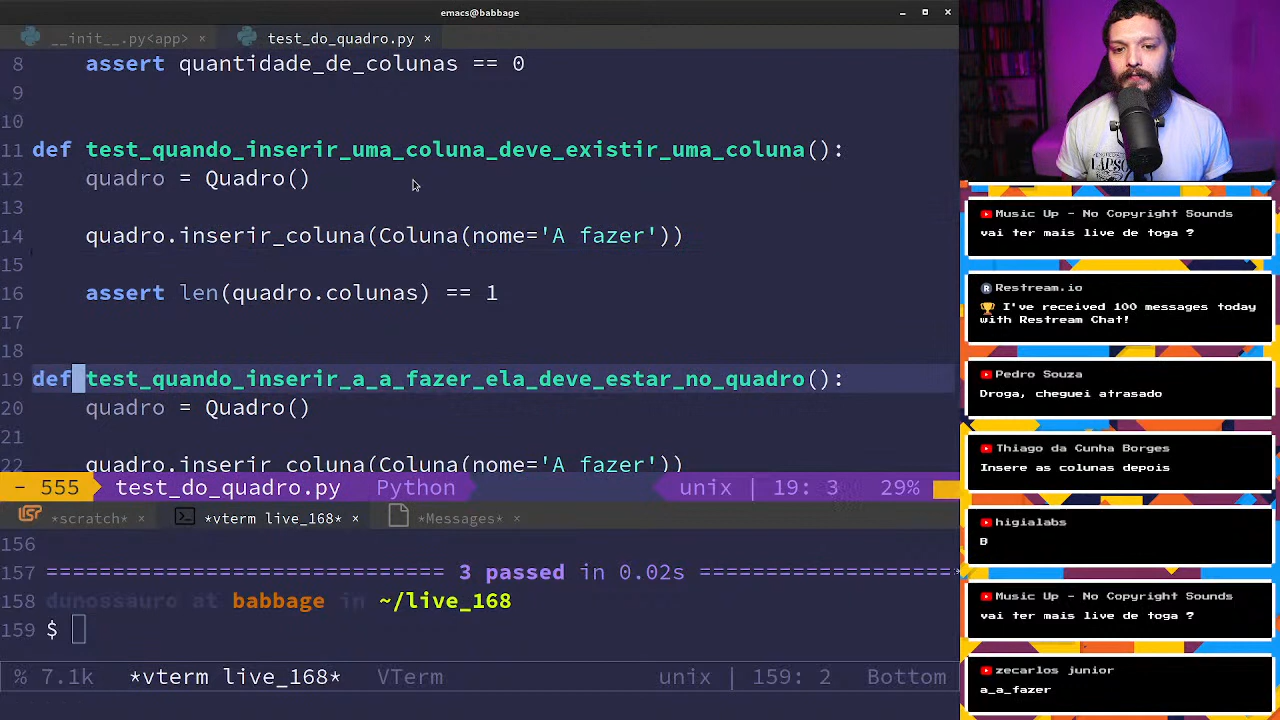 emacs@babbage
__init__.py<app> ×
test_do_quadro.py ×
8 assert quantidade_de_colunas == 0
9
10
11 def test_quando_inserir_uma_coluna_deve_existir_uma_coluna():
12 quadro = Quadro()
13
14 quadro.inserir_coluna(Coluna(nome='A fazer'))
15
16 assert len(quadro.colunas) == 1
17
18
19 def test_quando_inserir_a_a_fazer_ela_deve_estar_no_quadro():
20 quadro = Quadro()
21
22 quadro.inserir_coluna(Coluna(nome='A fazer'))
- 555 test_do_quadro.py Python unix | 19: 3 29%
*scratch* × *vterm live_168* × *Messages* ×
156
157 ============================== 3 passed in 0.02s ====================
158 dunossauro at babbage in ~/live_168
159 $
% 7.1k *vterm live_168* VTerm unix | 159: 2 Bottom
Music Up - No Copyright Sounds
vai ter mais live de toga ?
Restream.io
🏆 I've received 100 messages today
with Restream Chat!
Pedro Souza
Droga, cheguei atrasado
Thiago da Cunha Borges
Insere as colunas depois
higialabs
B
Music Up - No Copyright Sounds
vai ter mais live de toga ?
zecarlos junior
a_a_fazer